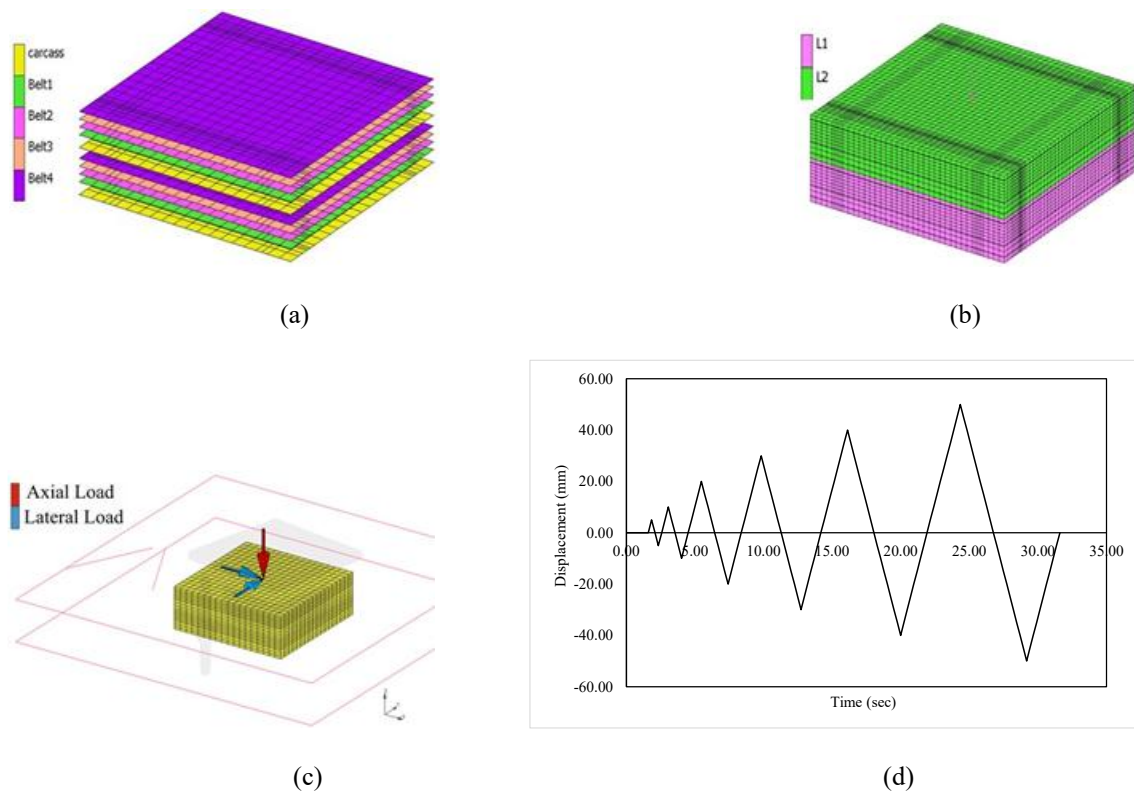 carcass
Belt1
Belt2
Belt3
Belt4
(a)
L1
L2
(b)
Axial Load
Lateral Load
(c)
60.00
40.00
20.00
0.00
-20.00
-40.00
-60.00
0.00 5.00 10.00 15.00 20.00 25.00 30.00 35.00
Displacement (mm)
Time (sec)
(d)